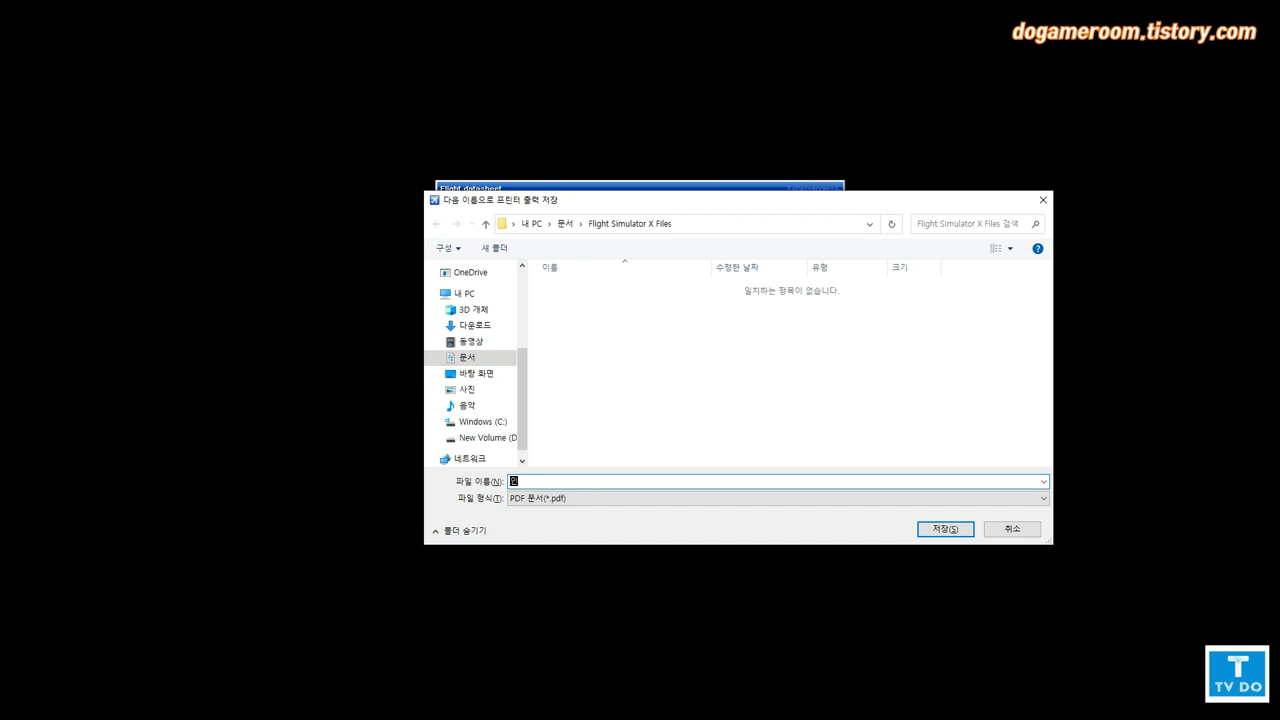 dogameroom.tistory.com
Flight datasheet
다음 이름으로 프린터 출력 저장
내 PC > 문서 > Flight Simulator X Files
Flight Simulator X Files 검색
구성
새 폴더
OneDrive
내 PC
3D 개체
다운로드
동영상
문서
바탕 화면
사진
음악
Windows (C:)
New Volume (D
네트워크
이름 수정한 날짜 유형 크기
일치하는 항목이 없습니다.
파일 이름(N):
파일 형식(T): PDF 문서(*.pdf)
폴더 숨기기
저장(S)
취소
T
TV DO